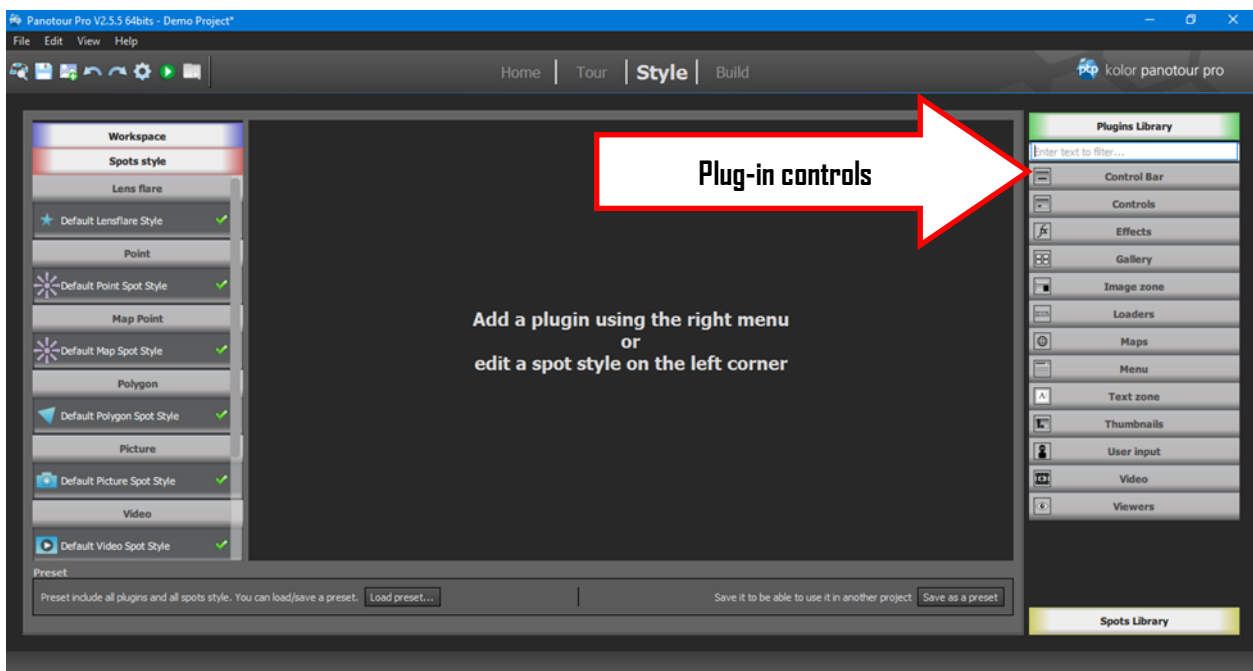 Panotour Pro V2.5.5 64bits - Demo Project*
File Edit View Help
Home Tour Style Build
ptp kolor panotour pro
Workspace
Spots style
Lens flare
Default Lensflare Style
Point
Default Point Spot Style
Map Point
Default Map Spot Style
Polygon
Default Polygon Spot Style
Picture
Default Picture Spot Style
Video
Default Video Spot Style
Plug-in controls
Add a plugin using the right menu
or
edit a spot style on the left corner
Plugins Library
Enter text to filter...
Control Bar
Controls
Effects
Gallery
Image zone
Loaders
Maps
Menu
Text zone
Thumbnails
User input
Video
Viewers
Preset
Preset include all plugins and all spots style. You can load/save a preset. Load preset... Save it to be able to use it in another project Save as a preset
Spots Library